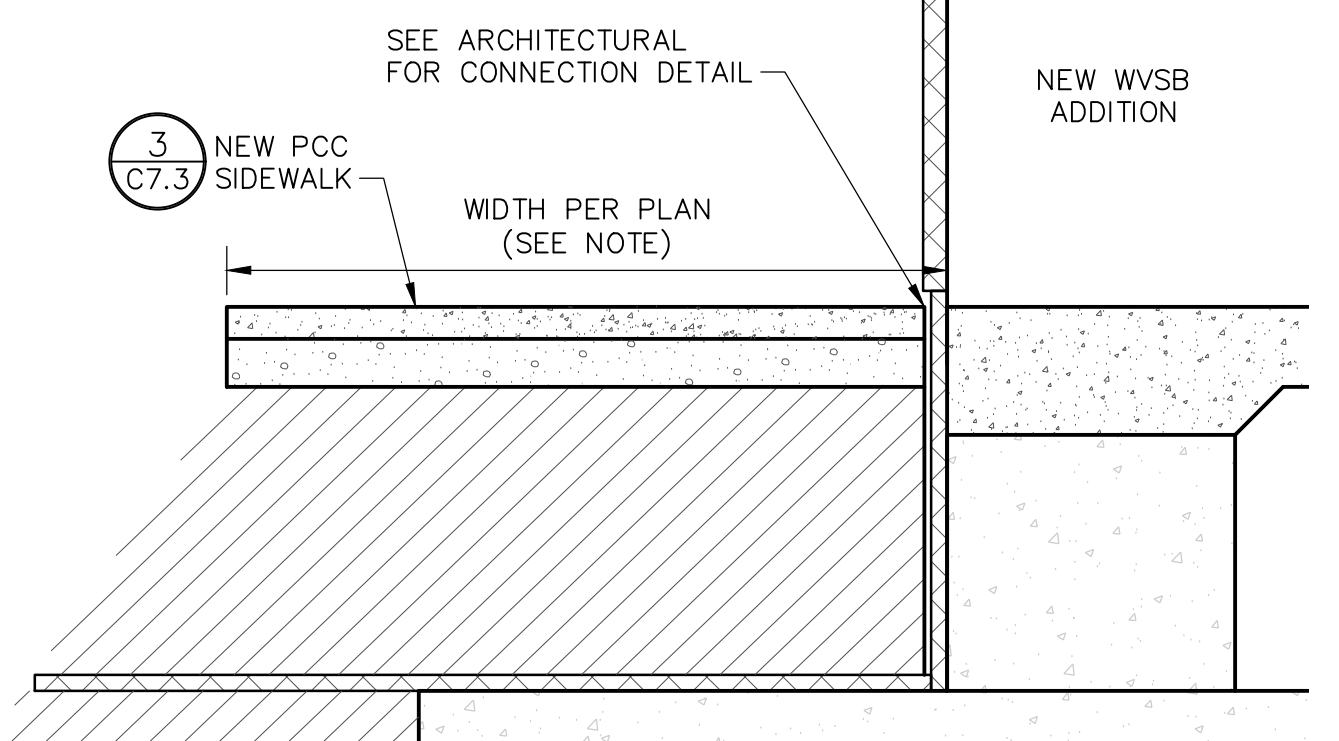 SEE ARCHITECTURAL
FOR CONNECTION DETAIL
NEW WVSB
ADDITION
3
C7.3
NEW PCC
SIDEWALK
WIDTH PER PLAN
(SEE NOTE)